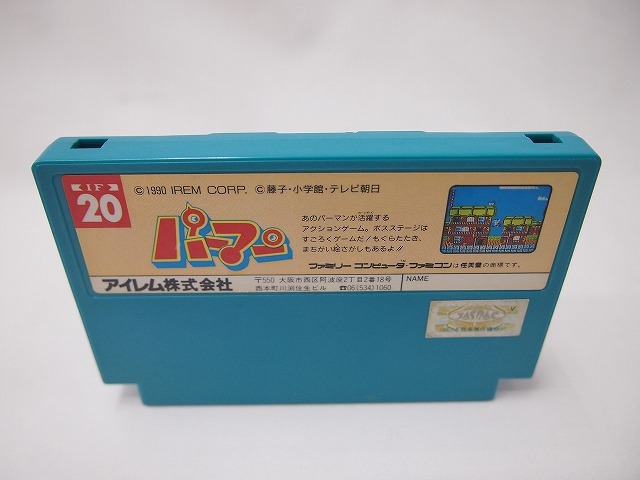 IF
20
©1990 IREM CORP. ©藤子・小学館・テレビ朝日
パーマン
あのパーマンが活躍する
アクションゲーム。ボスステージは
すごろくゲームだ!もぐらたたき、
まちがい絵さがしもあるよ♪
ファミリーコンピュータ・ファミコンは任天堂の商標です。
アイレム株式会社
〒550 大阪市西区阿波座2丁目2番18号
西本町川渕住生ビル ☎06(534)1060
NAME
JASRAC